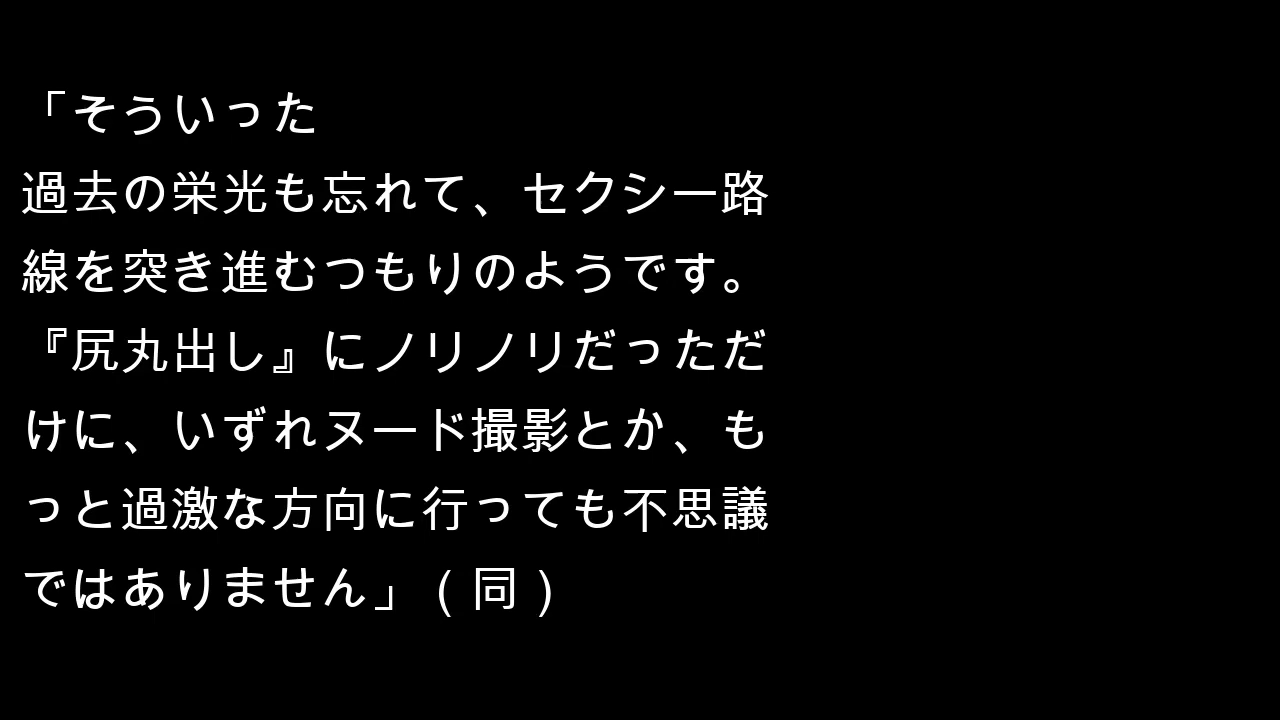 「そういった
過去の栄光も忘れて、セクシー路
線を突き進むつもりのようです。
『尻丸出し』にノリノリだっただ
けに、いずれヌード撮影とか、も
っと過激な方向に行っても不思議
ではありません」(同)